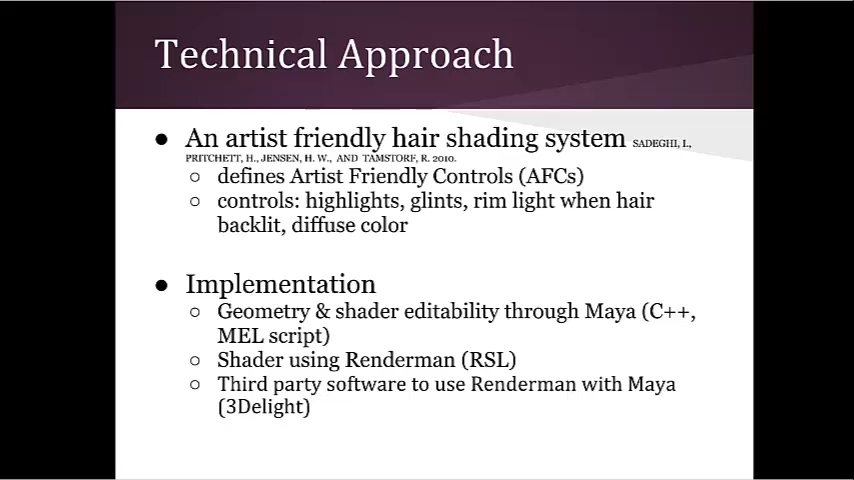 Technical Approach
● An artist friendly hair shading system SADEGHI, I.,
PRITCHETT, H., JENSEN, H. W., AND TAMSTORF, R. 2010.
○ defines Artist Friendly Controls (AFCs)
○ controls: highlights, glints, rim light when hair
backlit, diffuse color
● Implementation
○ Geometry & shader editability through Maya (C++,
MEL script)
○ Shader using Renderman (RSL)
○ Third party software to use Renderman with Maya
(3Delight)